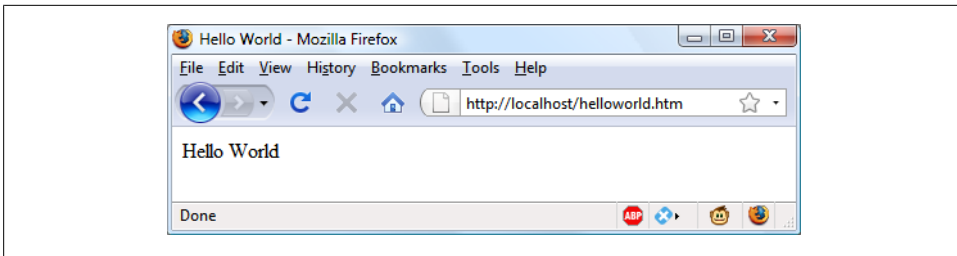 Hello World - Mozilla Firefox
File Edit View History Bookmarks Tools Help
http://localhost/helloworld.htm
Hello World
Done
ABP